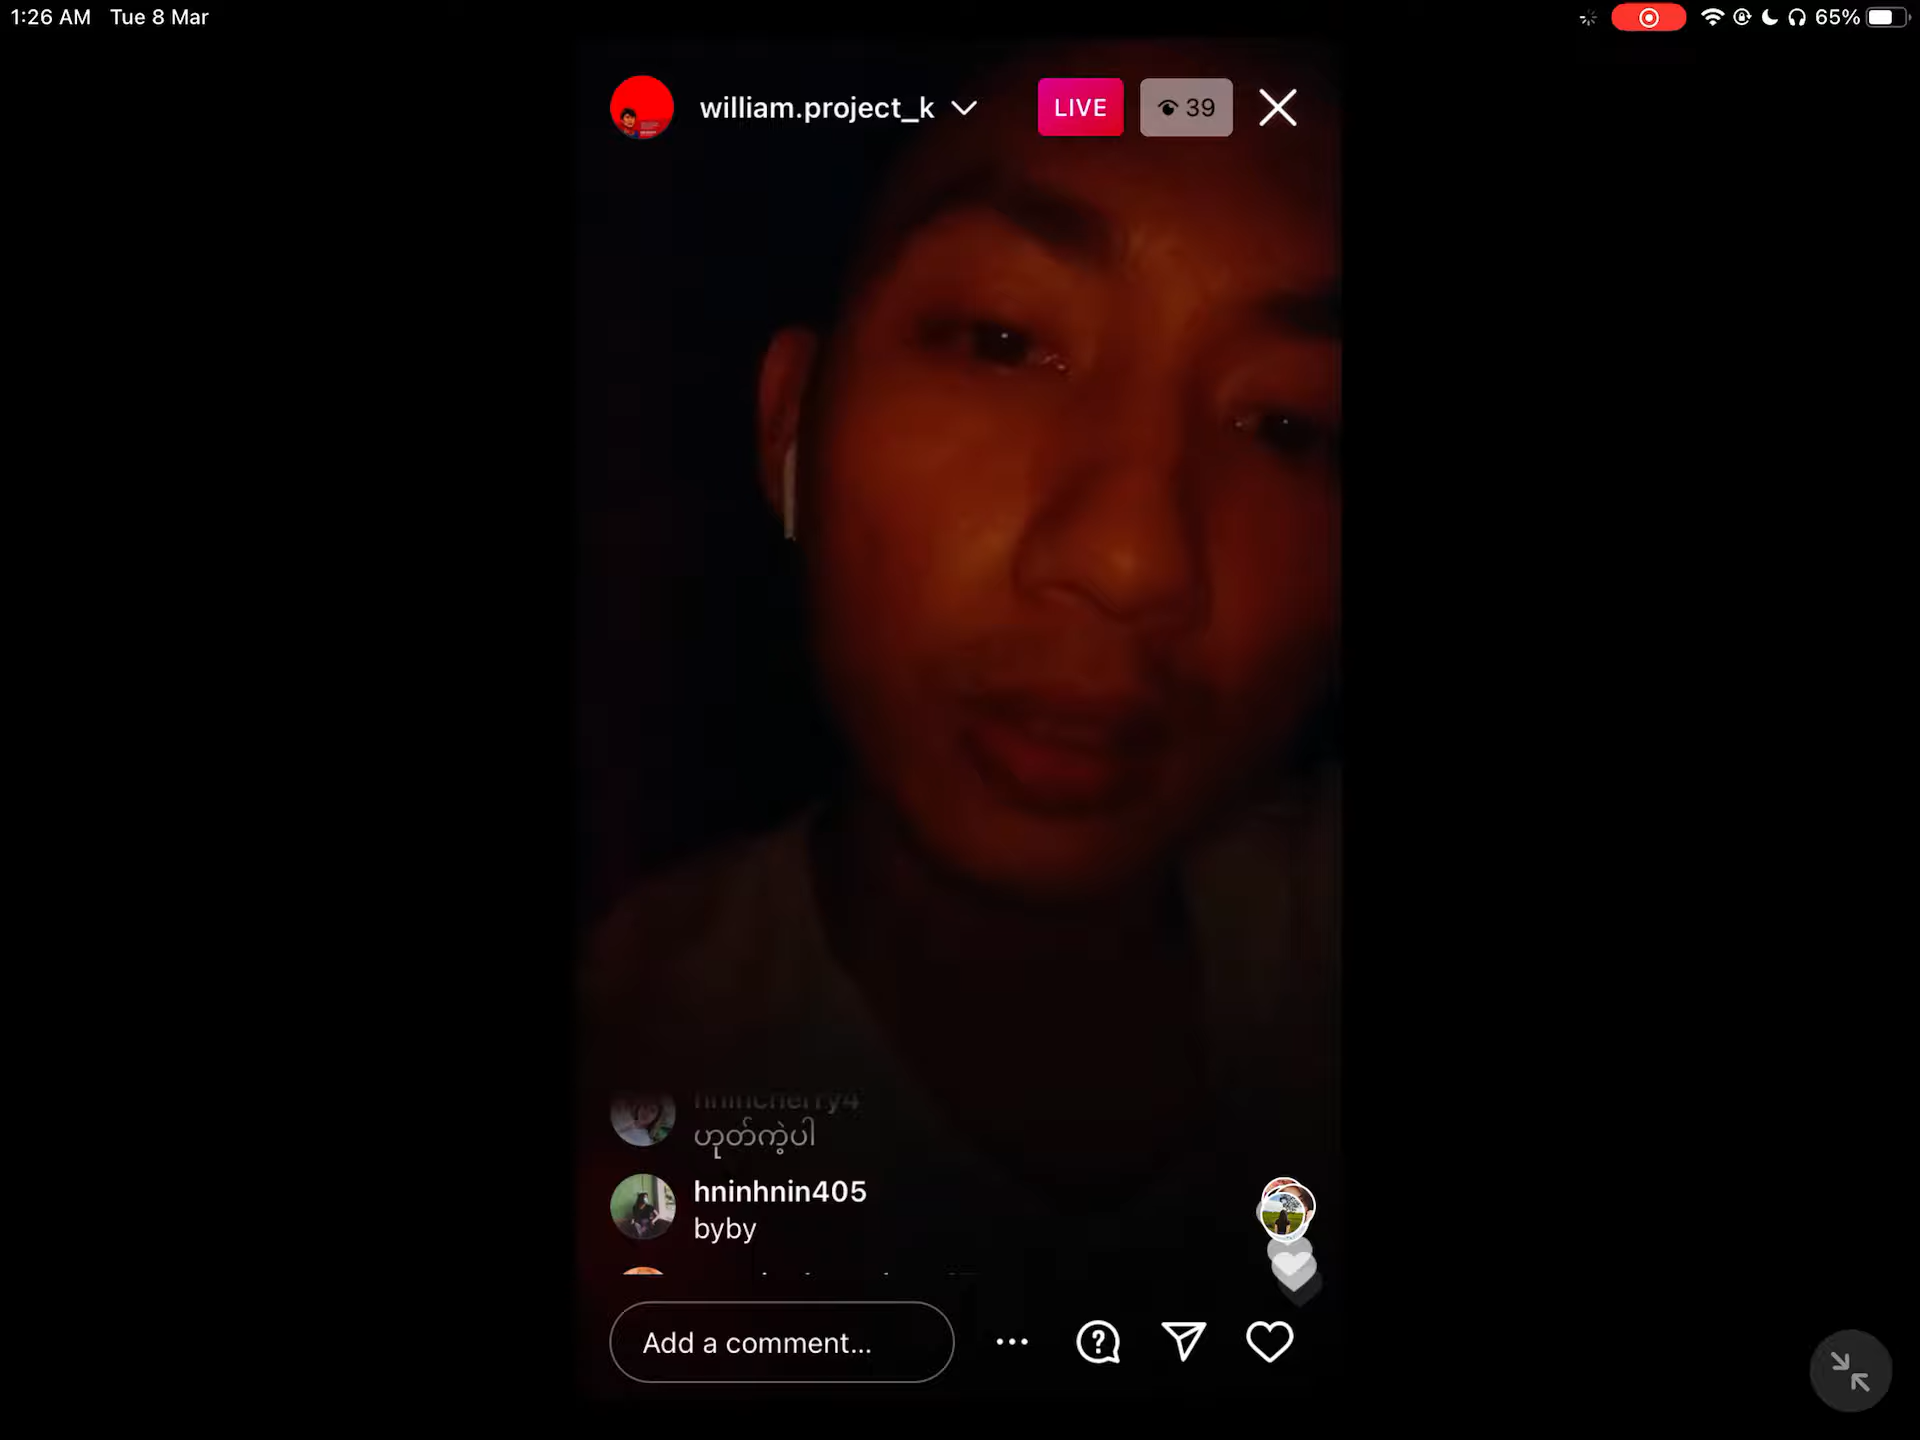 1:26 AM Tue 8 Mar
65%
william.project_k
LIVE
39
hnincherry4
ဟုတ်ကဲ့ပါ
hninhnin405
byby
Add a comment...